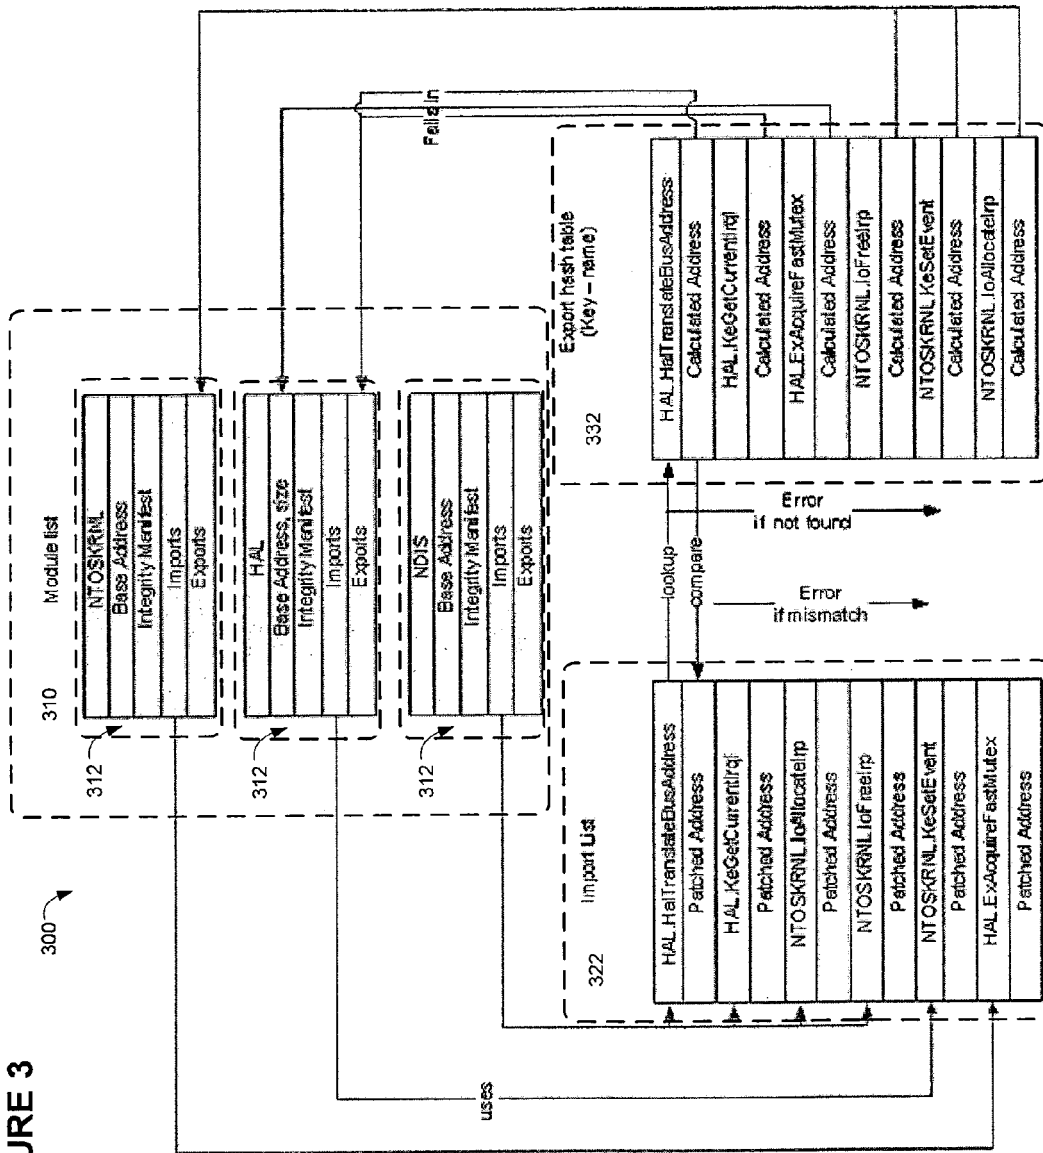 URE 3
300
310
Module list
312
NTOSKRNL
Base Address
Integrity Manifest
Imports
Exports
312
HAL
Base Address, size
Integrity Manifest
Imports
Exports
312
NDIS
Base Address
Integrity Manifest
Imports
Exports
uses
Falls In
322
Import List
HAL.HalTranslateBusAddress
Patched Address
HAL.KeGetCurrentIrql
Patched Address
NTOSKRNL.IoAllocateIrp
Patched Address
NTOSKRNL.IoFreeIrp
Patched Address
NTOSKRNL.KeSetEvent
Patched Address
HAL.ExAcquireFastMutex
Patched Address
lookup
compare
Error
if not found
Error
if mismatch
332
Export hash table
(Key – name)
HAL.HalTranslateBusAddress
Calculated Address
HAL.KeGetCurrentIrql
Calculated Address
HAL.ExAcquireFastMutex
Calculated Address
NTOSKRNL.IoFreeIrp
Calculated Address
NTOSKRNL.KeSetEvent
Calculated Address
NTOSKRNL.IoAllocateIrp
Calculated Address